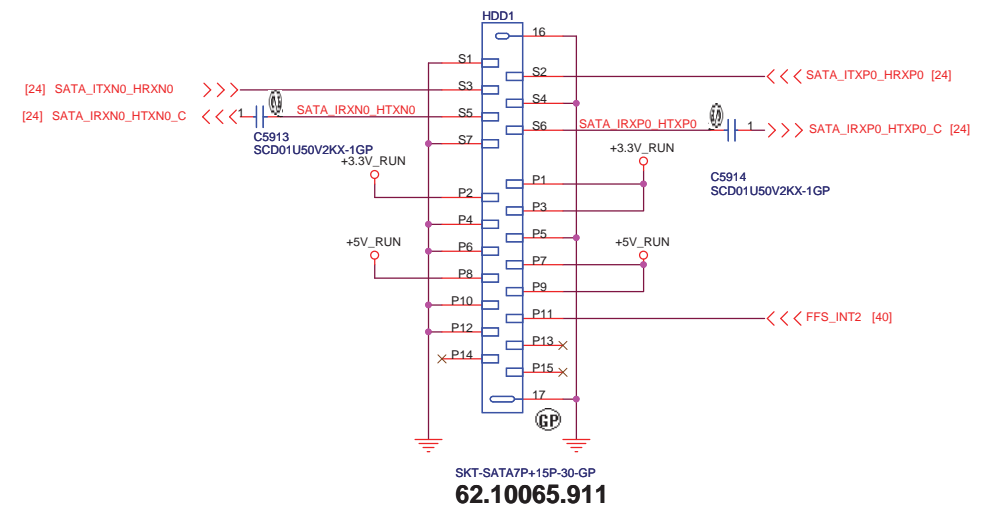 HDD1
16
S1
S2
[24] SATA_ITXN0_HRXN0
S3
SATA_ITXP0_HRXP0 [24]
S4
[24] SATA_IRXN0_HTXN0_C
1
SATA_IRXN0_HTXN0
S5
S6
SATA_IRXP0_HTXP0
1
SATA_IRXP0_HTXP0_C [24]
C5913
SCD01U50V2KX-1GP
S7
+3.3V_RUN
+3.3V_RUN
C5914
SCD01U50V2KX-1GP
P1
P2
P3
P4
P5
+5V_RUN
P6
+5V_RUN
P7
P8
P9
P10
P11
FFS_INT2 [40]
P12
P13
P14
P15
17
GP
SKT-SATA7P+15P-30-GP
62.10065.911